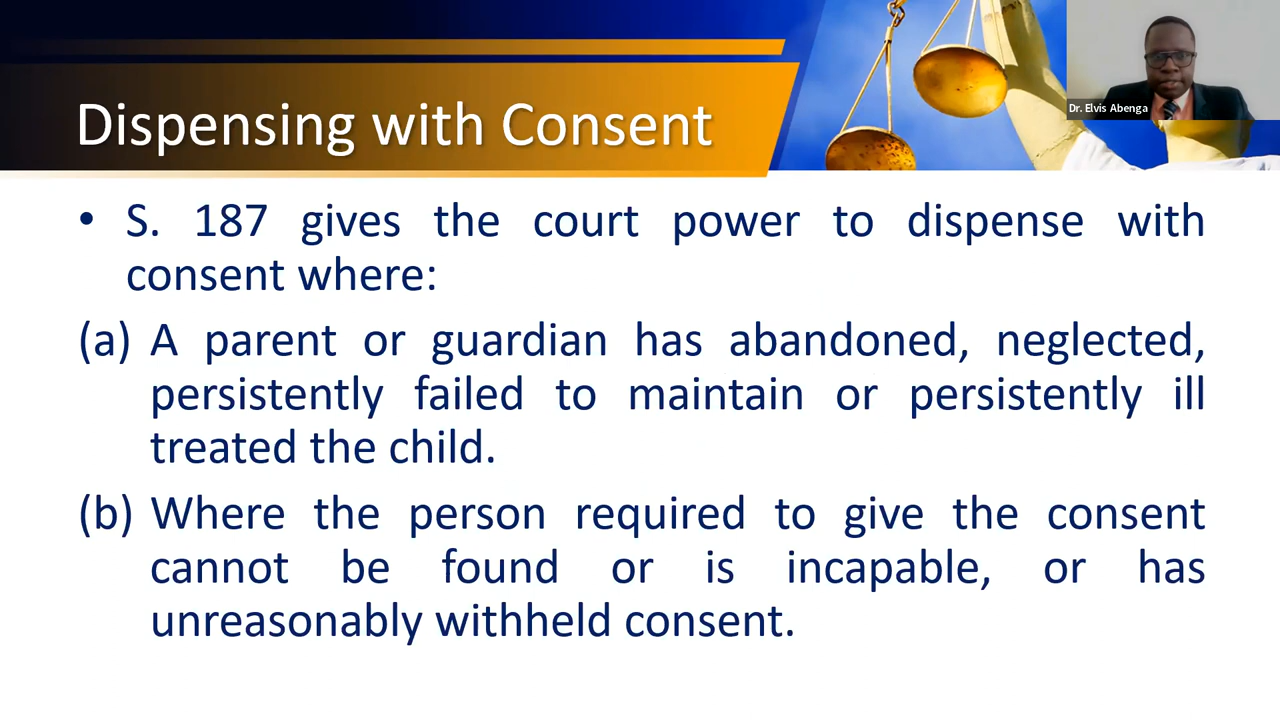 Dispensing with Consent
Dr. Elvis Abenga
• S. 187 gives the court power to dispense with
consent where:
(a) A parent or guardian has abandoned, neglected,
persistently failed to maintain or persistently ill
treated the child.
(b) Where the person required to give the consent
cannot be found or is incapable, or has
unreasonably withheld consent.